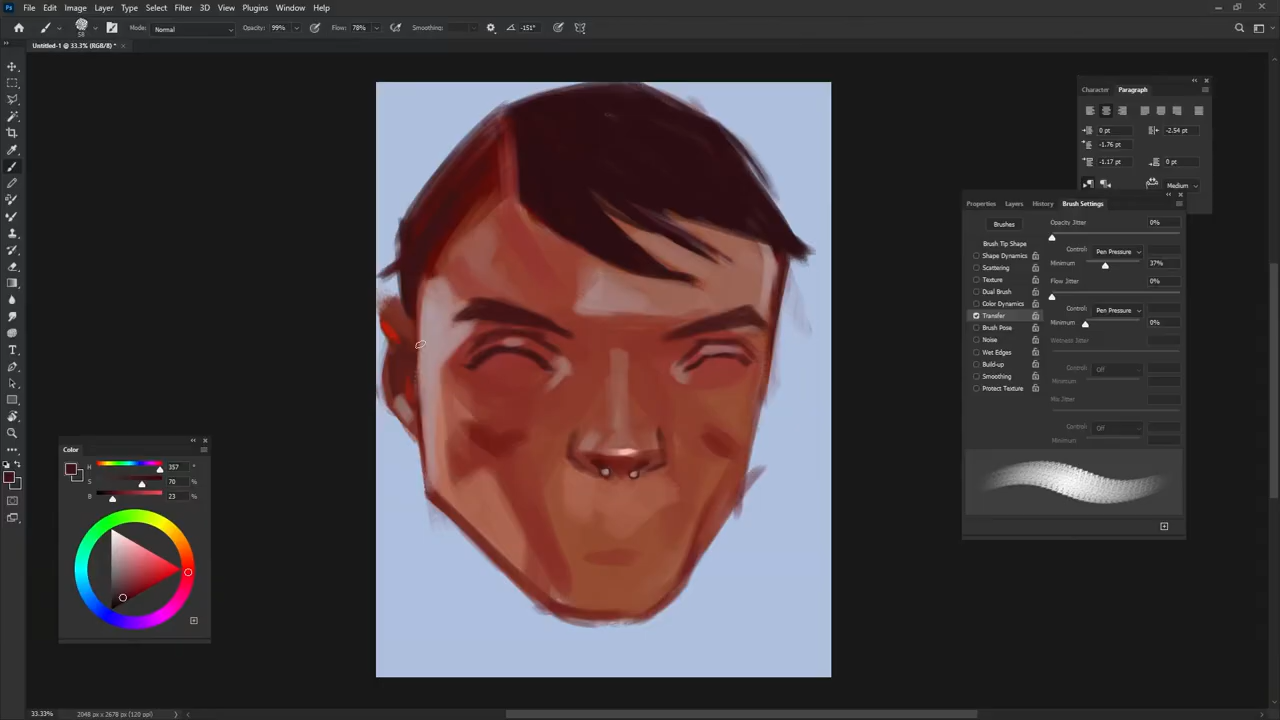 Ps File Edit Image Layer Type Select Filter 3D View Plugins Window Help
58 Mode: Normal Opacity: 99% Flow: 78% Smoothing: -151°
Untitled-1 @ 33.3% (RGB/8) * ×
Character Paragraph
0 pt -2.54 pt
-1.76 pt
-1.17 pt 0 pt
Medium
Properties Layers History Brush Settings
Brushes
Brush Tip Shape
Shape Dynamics
Scattering
Texture
Dual Brush
Color Dynamics
Transfer
Brush Pose
Noise
Wet Edges
Build-up
Smoothing
Protect Texture
Opacity Jitter 0%
Control: Pen Pressure
Minimum 37%
Flow Jitter 0%
Control: Pen Pressure
Minimum 0%
Wetness Jitter
Control: Off
Minimum
Mix Jitter
Control: Off
Minimum
Color
H 357 °
S 70 %
B 23 %
33.33% 2048 px x 2678 px (120 ppi)